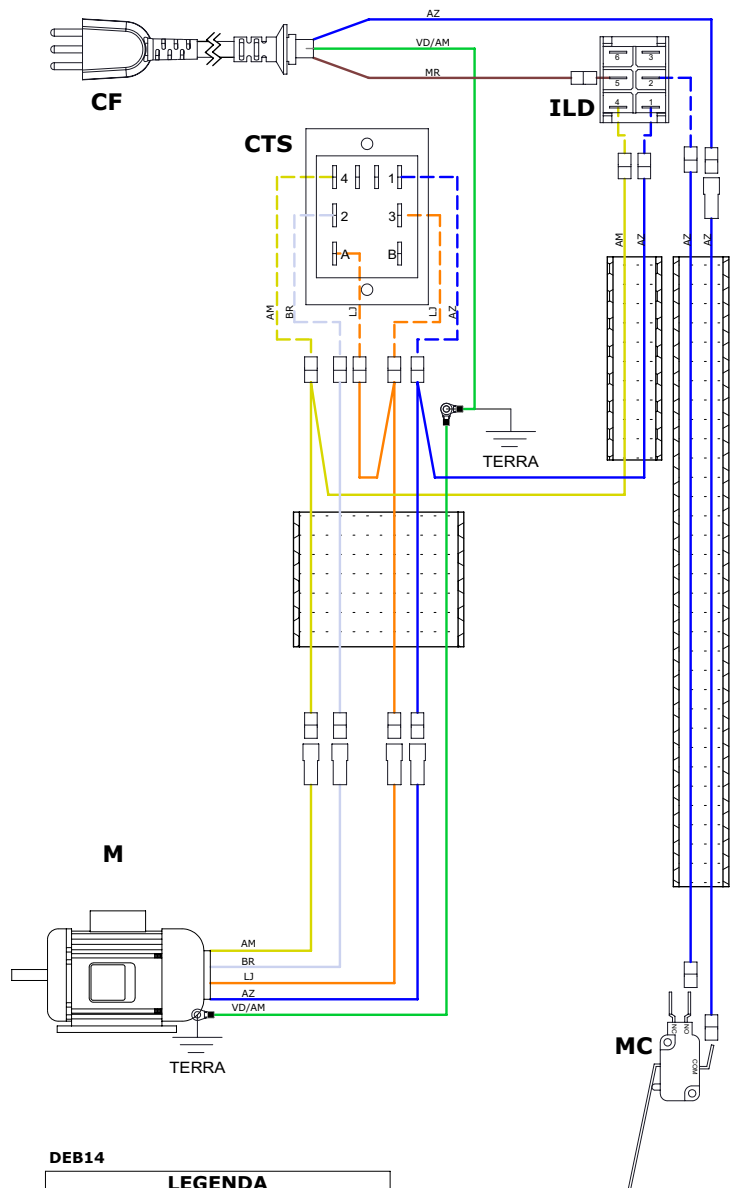 AZ
VD/AM
MR
CF
ILD
6
3
5
2
4
1
CTS
4
1
2
3
A
B
AM
BR
LJ
LJ
AZ
AM
AZ
AZ
AZ
TERRA
M
AM
BR
LJ
AZ
VD/AM
TERRA
NC
NO
COM
MC
DEB14
LEGENDA